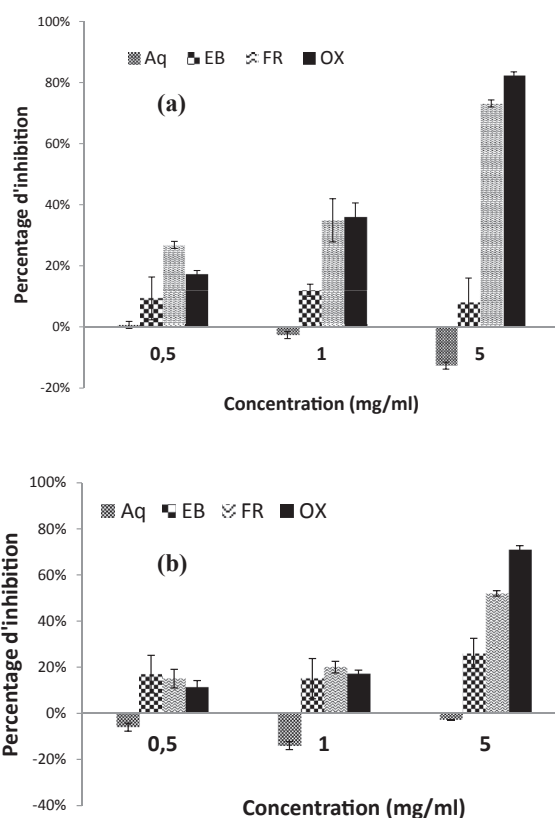 100%
Aq EB FR OX
80%
(a)
60%
40%
20%
0%
-20%
0,5 1 5
Percentage d'inhibition
Concentration (mg/ml)
100%
Aq EB FR OX
80%
(b)
60%
40%
20%
0%
-20%
-40%
0,5 1 5
Percentage d'inhibition
Concentration (mg/ml)